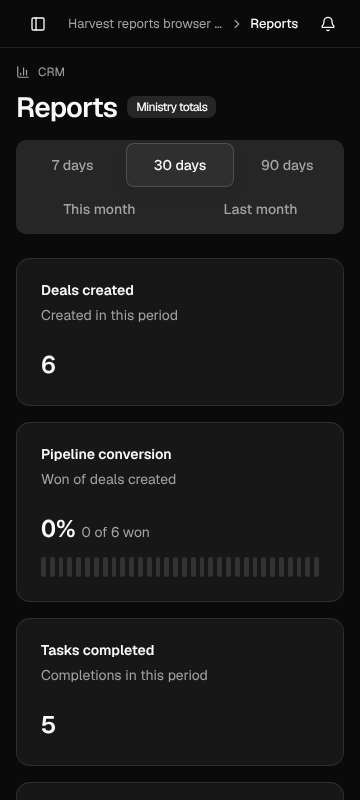 Harvest reports browser ... > Reports
CRM
Reports Ministry totals
7 days 30 days 90 days
This month Last month
Deals created
Created in this period
6
Pipeline conversion
Won of deals created
0% 0 of 6 won
Tasks completed
Completions in this period
5